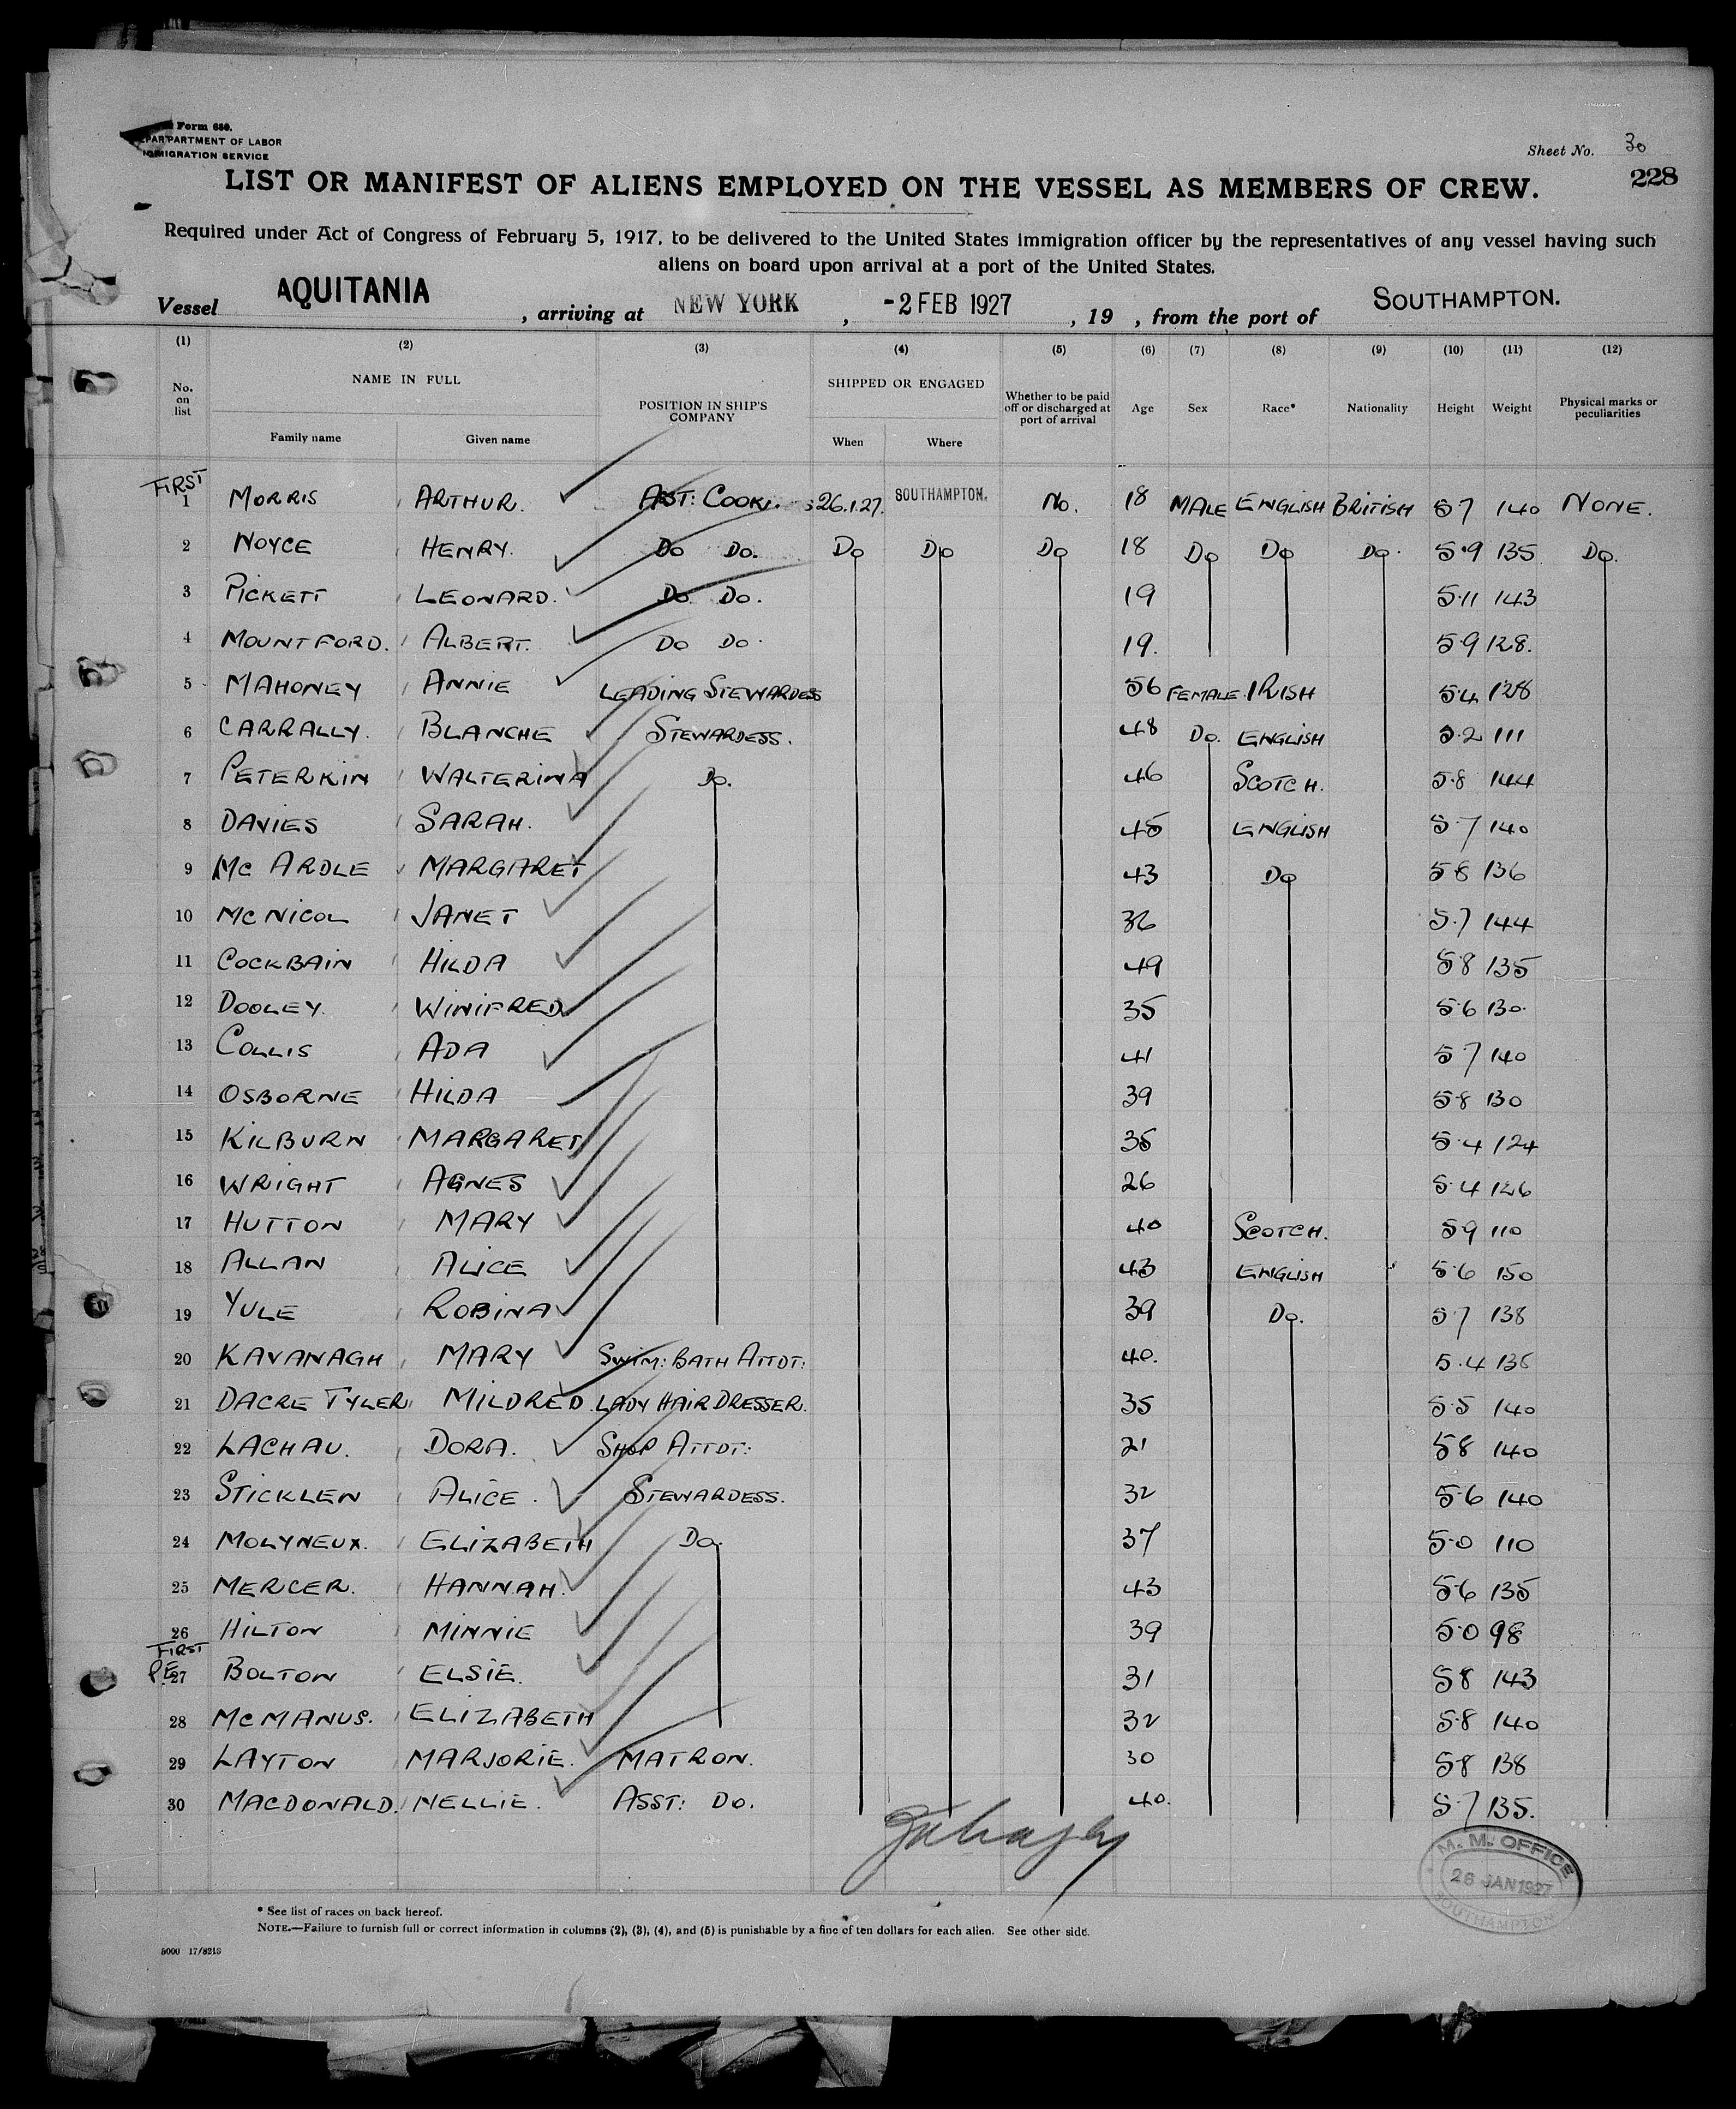 Form 680.
DEPARTMENT OF LABOR
IMMIGRATION SERVICE
Sheet No. 30
228
LIST OR MANIFEST OF ALIENS EMPLOYED ON THE VESSEL AS MEMBERS OF CREW.
Required under Act of Congress of February 5, 1917, to be delivered to the United States immigration officer by the representatives of any vessel having such
aliens on board upon arrival at a port of the United States.
Vessel AQUITANIA, arriving at NEW YORK, -2 FEB 1927, 19 , from the port of SOUTHAMPTON.
(1) (2) (3) (4) (5) (6) (7) (8) (9) (10) (11) (12)
No. on list NAME IN FULL POSITION IN SHIP'S COMPANY SHIPPED OR ENGAGED Whether to be paid off or discharged at port of arrival Age Sex Race* Nationality Height Weight Physical marks or peculiarities
Family name Given name When Where
FIRST
1 MORRIS ARTHUR. ASST: COOK. 26.1.27. SOUTHAMPTON. NO. 18 MALE ENGLISH BRITISH 5 7 140 NONE.
2 NOYCE HENRY. DO DO. DO DO DO 18 DO DO DO. 5.9 135 DO.
3 PICKETT LEONARD. DO. DO. 19 5.11 143
4 MOUNTFORD. ALBERT. DO DO. 19. 5.9 128.
5 MAHONEY ANNIE LEADING STEWARDESS 56 FEMALE IRISH 5.4 128
6 CARRALLY. BLANCHE STEWARDESS. 48 DO. ENGLISH 5.2 111
7 PETERKIN WALTERINA DO. 46 SCOTCH. 5.8 144
8 DAVIES SARAH. 45 ENGLISH 5.7 140
9 MC ARDLE MARGARET 43 DO 5 8 136
10 MC NICOL JANET 36 5.7 144
11 COCKBAIN HILDA 49 5 8 135
12 DOOLEY. WINIFRED 35 5.6 130.
13 COLLIS ADA 41 5 7 140
14 OSBORNE HILDA 39 5.8 130
15 KILBURN MARGARET 35 5.4 124
16 WRIGHT AGNES 26 5.4 126
17 HUTTON MARY 40 SCOTCH. 5 9 110
18 ALLAN ALICE 43 ENGLISH 5.6 150
19 YULE ROBINA 39 DO. 5 7 138
20 KAVANAGH MARY SWIM: BATH ATTDT: 40. 5.4 136
21 DACRE TYLER MILDRED. LADY HAIRDRESSER. 35 5.5 140
22 LACHAU. DORA. SHOP ATTDT: 21 5 8 140
23 STICKLEN ALICE. STEWARDESS. 32 5.6 140
24 MOLYNEUX. ELIZABETH DO. 37 5.0 110
25 MERCER. HANNAH. 43 5.6 135
26 HILTON MINNIE 39 5.0 98
FIRST
27 BOLTON ELSIE. 31 5 8 143
28 MCMANUS. ELIZABETH 32 5.8 140
29 LAYTON MARJORIE. MATRON. 30 5 8 138
30 MACDONALD. NELLIE. ASST: DO. 40. 5.7 135.
M. M. OFFICE
26 JAN 1927
SOUTHAMPTON
* See list of races on back hereof.
NOTE.—Failure to furnish full or correct information in columns (2), (3), (4), and (5) is punishable by a fine of ten dollars for each alien. See other side.
5000 17/8213